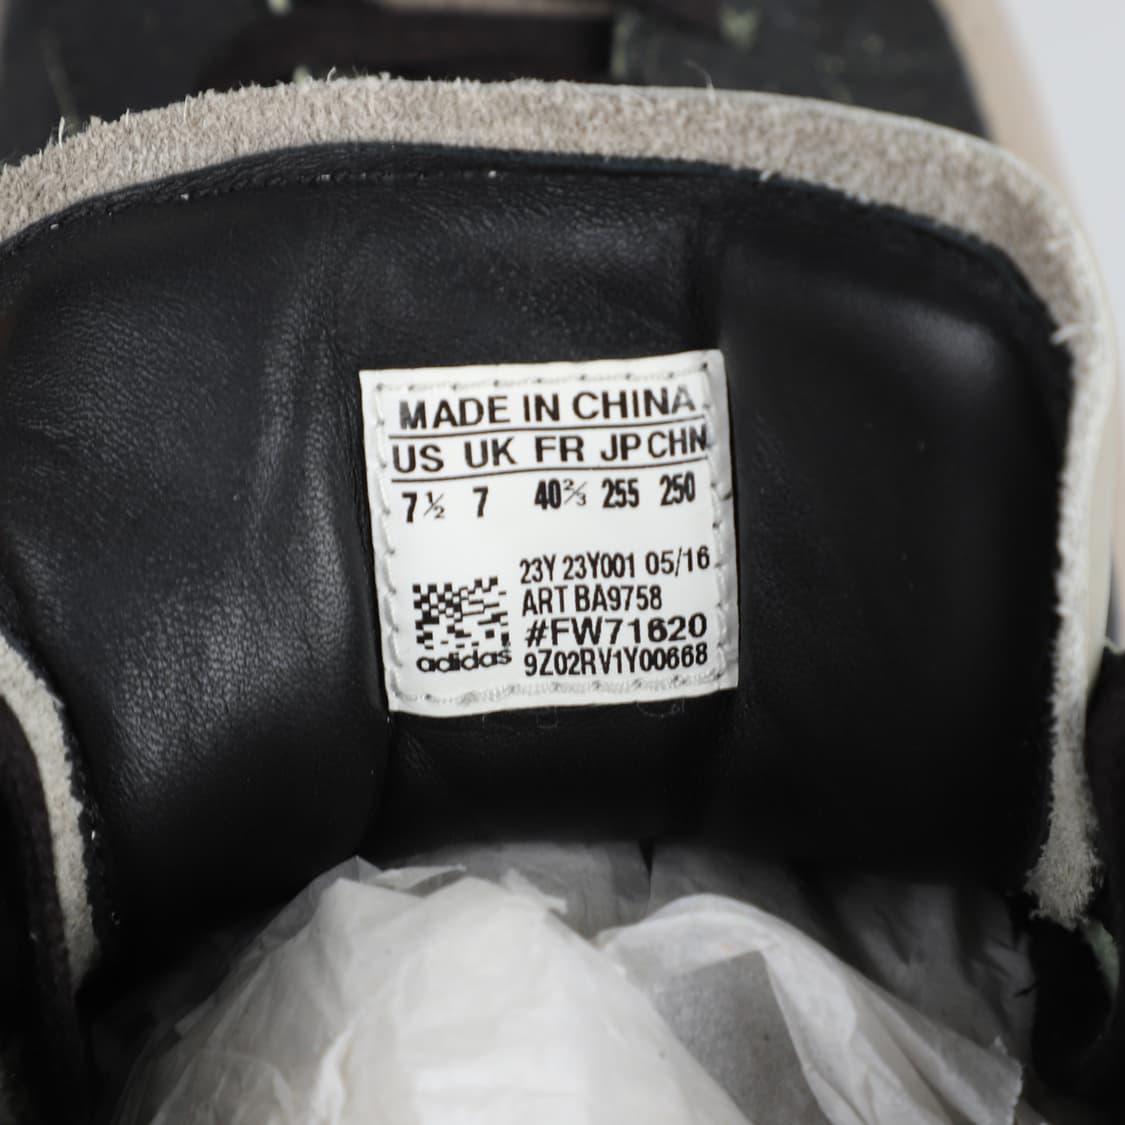 MADE IN CHINA
US UK FR JP CHN
7½ 7 40⅔ 255 250
23Y 23Y001 05/16
ART BA9758
#FW71620
adidas 9Z02RV1Y00668